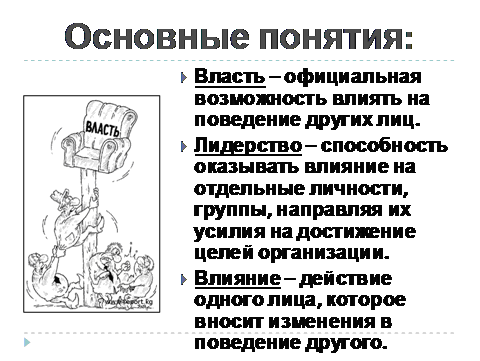 Основные понятия:
Власть – официальная
возможность влиять на
поведение других лиц.
Лидерство – способность
оказывать влияние на
отдельные личности,
группы, направляя их
усилия на достижение
целей организации.
Влияние – действие
одного лица, которое
вносит изменения в
поведение другого.
ВЛАСТЬ